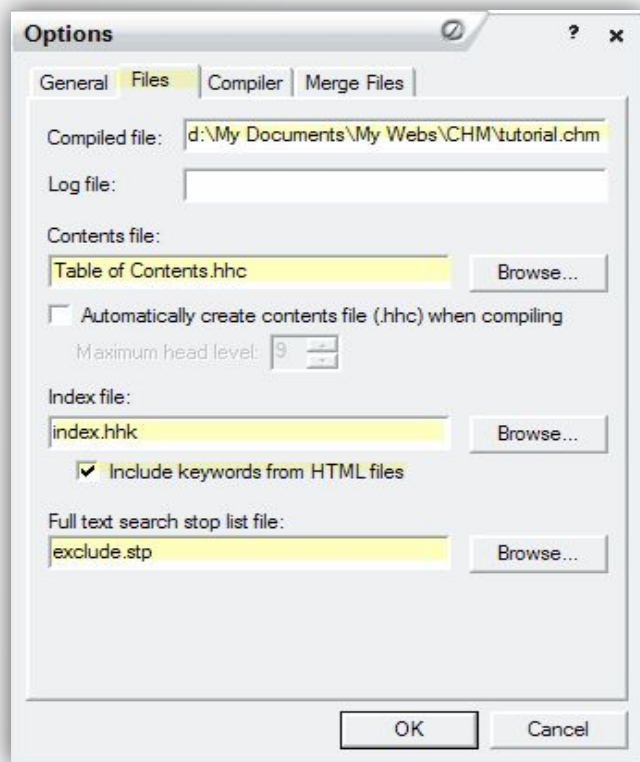 Options
General Files Compiler Merge Files
Compiled file: d:\My Documents\My Webs\CHM\tutorial.chm
Log file:
Contents file:
Table of Contents.hhc Browse...
Automatically create contents file (.hhc) when compiling
Maximum head level: 9
Index file:
index.hhk Browse...
Include keywords from HTML files
Full text search stop list file:
exclude.stp Browse...
OK Cancel